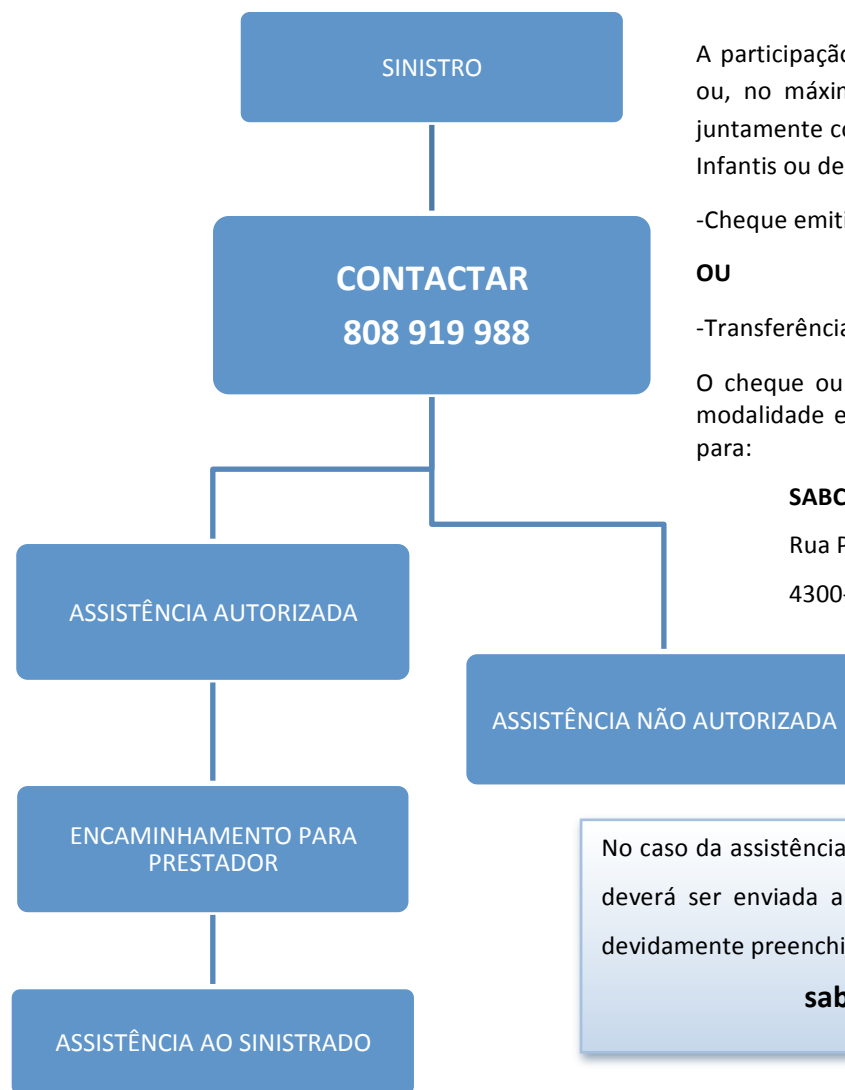 SINISTRO
CONTACTAR
808 919 988
ASSISTÊNCIA AUTORIZADA
ASSISTÊNCIA NÃO AUTORIZADA
ENCAMINHAMENTO PARA
PRESTADOR
ASSISTÊNCIA AO SINISTRADO
A participação
ou, no máxim
juntamente co
Infantis ou de
-Cheque emiti
OU
-Transferência
O cheque ou
modalidade e
para:
SABC
Rua P
4300-
No caso da assistência
deverá ser enviada a
devidamente preenchi
sab